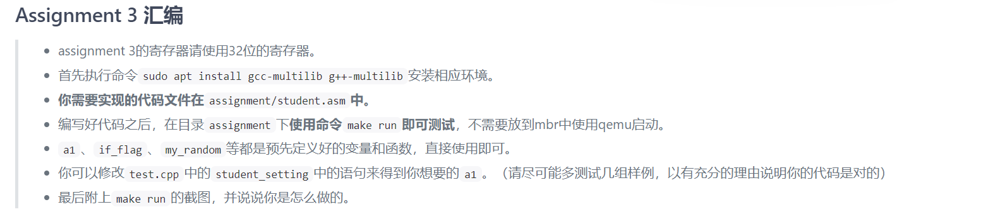 Assignment 3 汇编
assignment 3的寄存器请使用32位的寄存器。
首先执行命令 sudo apt install gcc-multilib g++-multilib 安装相应环境。
你需要实现的代码文件在 assignment/student.asm 中。
编写好代码之后，在目录 assignment 下使用命令 make run 即可测试，不需要放到mbr中使用qemu启动。
a1 、 if_flag 、 my_random 等都是预先定义好的变量和函数，直接使用即可。
你可以修改 test.cpp 中的 student_setting 中的语句来得到你想要的 a1 。（请尽可能多测试几组样例，以有充分的理由说明你的代码是对的）
最后附上 make run 的截图，并说说你是怎么做的。